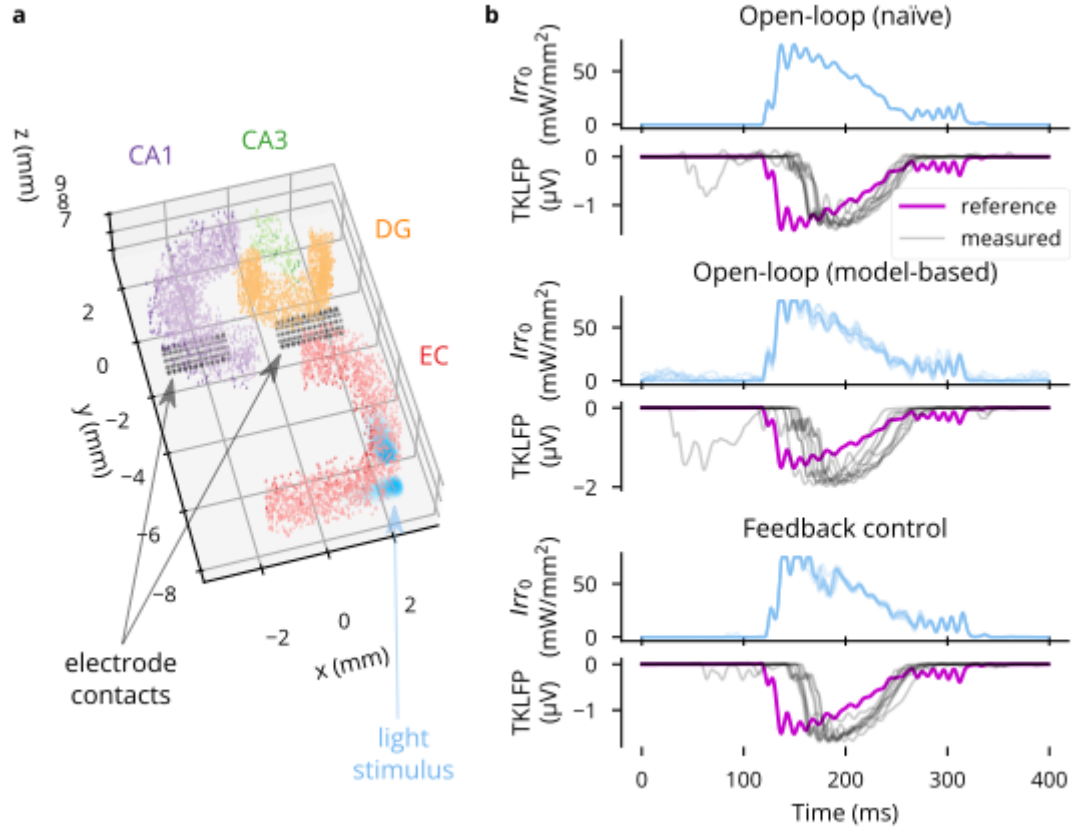 a
CA1
CA3
DG
EC
z (mm)
9
8
7
2
0
−2
−4
−6
−8
y (mm)
−2
0
2
x (mm)
electrode
contacts
light
stimulus
b
Open-loop (naïve)
Irr₀
(mW/mm²)
50
0
TKLFP
(μV)
0
−1
reference
measured
Open-loop (model-based)
Irr₀
(mW/mm²)
50
0
TKLFP
(μV)
0
−2
Feedback control
Irr₀
(mW/mm²)
50
0
TKLFP
(μV)
0
−1
0 100 200 300 400
Time (ms)